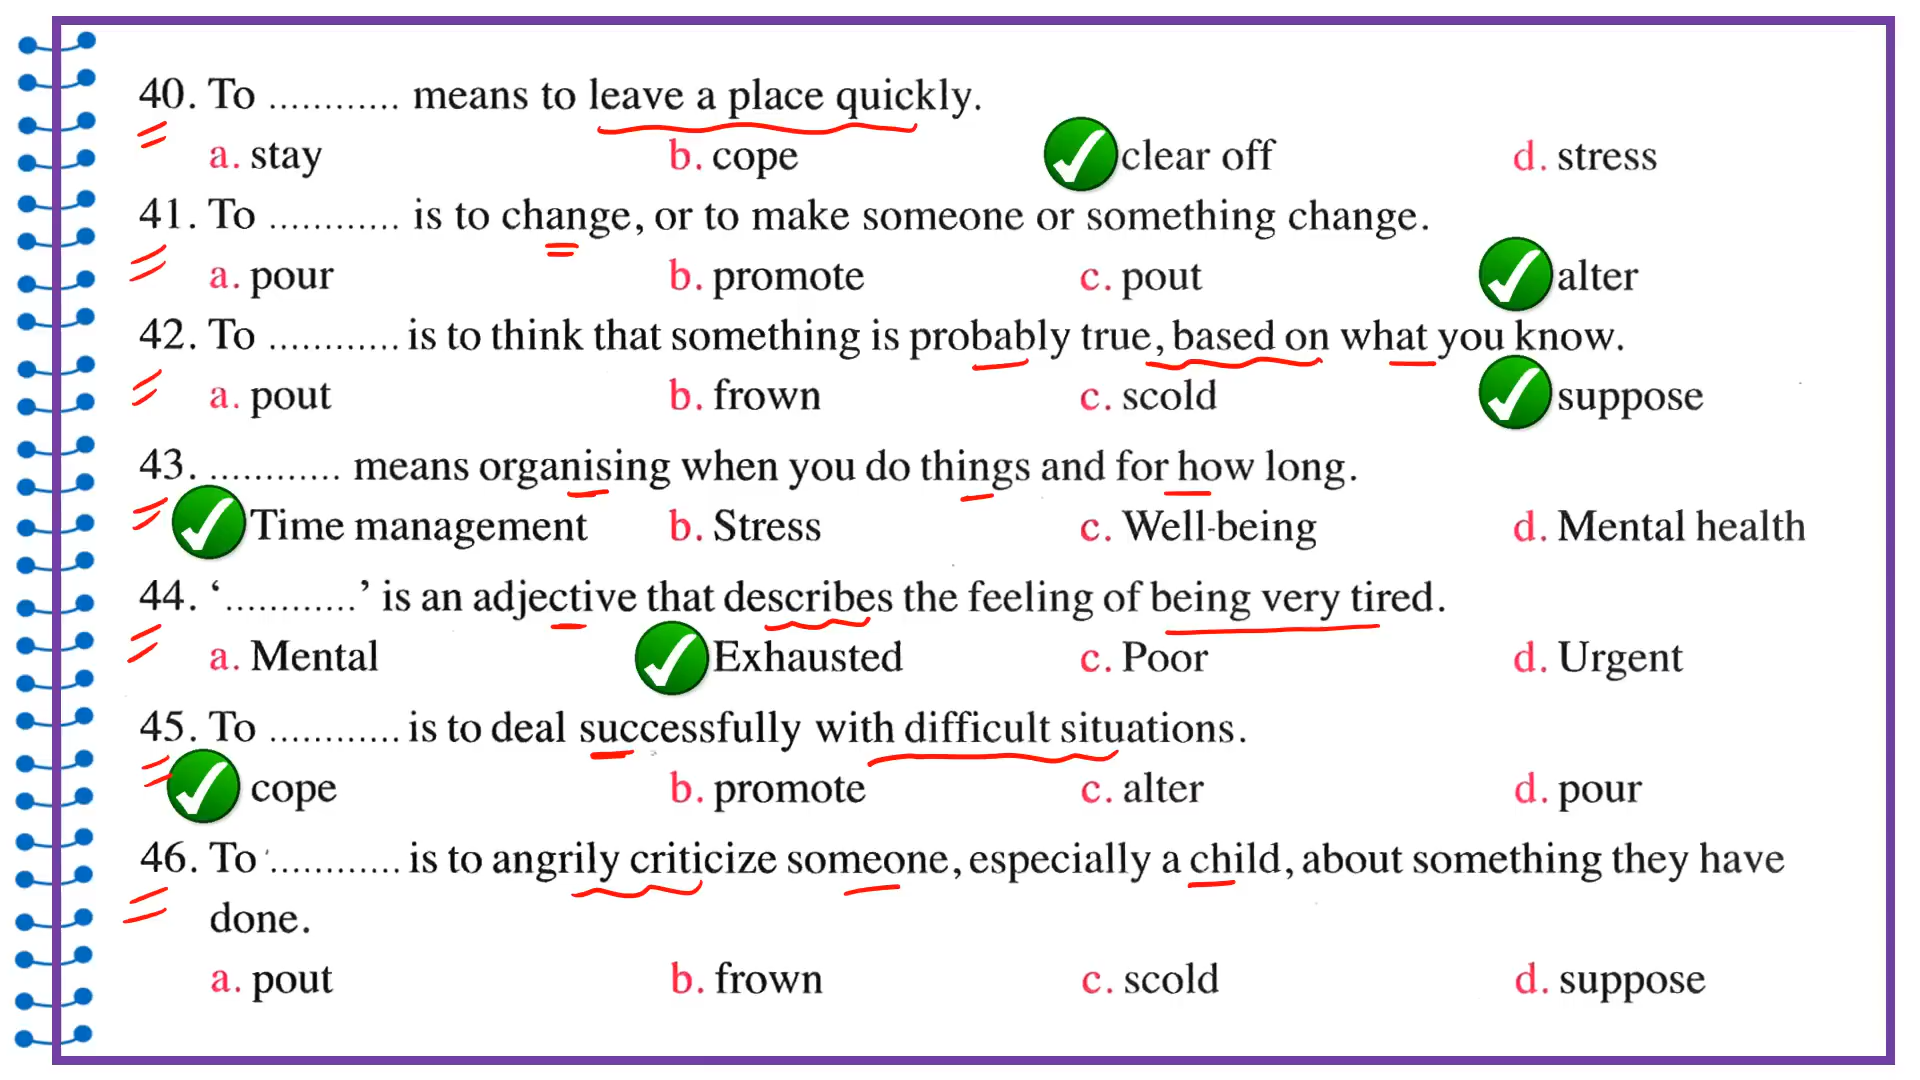 40. To ............ means to leave a place quickly.
a. stay b. cope clear off d. stress
41. To ............ is to change, or to make someone or something change.
a. pour b. promote c. pout alter
42. To ............ is to think that something is probably true, based on what you know.
a. pout b. frown c. scold suppose
43. ............ means organising when you do things and for how long.
Time management b. Stress c. Well-being d. Mental health
44. ‘............’ is an adjective that describes the feeling of being very tired.
a. Mental Exhausted c. Poor d. Urgent
45. To ............ is to deal successfully with difficult situations.
cope b. promote c. alter d. pour
46. To ............ is to angrily criticize someone, especially a child, about something they have
done.
a. pout b. frown c. scold d. suppose